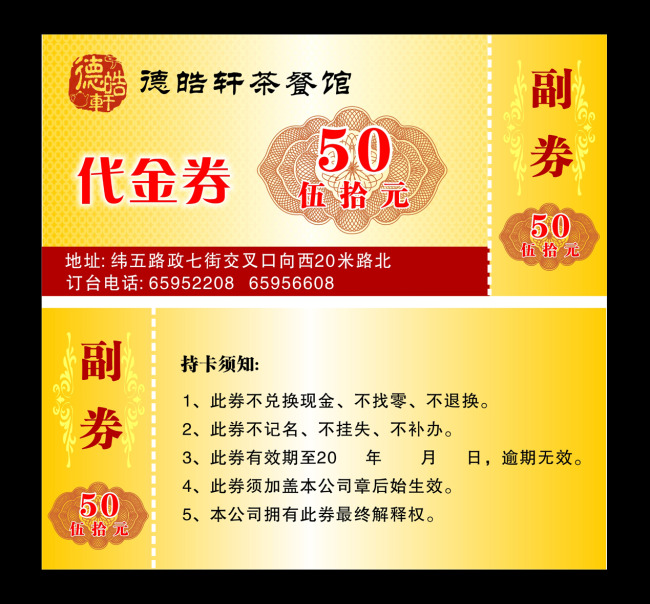 德皓軒
德皓轩茶餐馆
代金券
50
伍拾元
地址: 纬五路政七街交叉口向西20米路北
订台电话: 65952208 65956608
副券
50
伍拾元
副券
50
伍拾元
持卡须知:
1、此券不兑换现金、不找零、不退换。
2、此券不记名、不挂失、不补办。
3、此券有效期至20 年 月 日，逾期无效。
4、此券须加盖本公司章后始生效。
5、本公司拥有此券最终解释权。